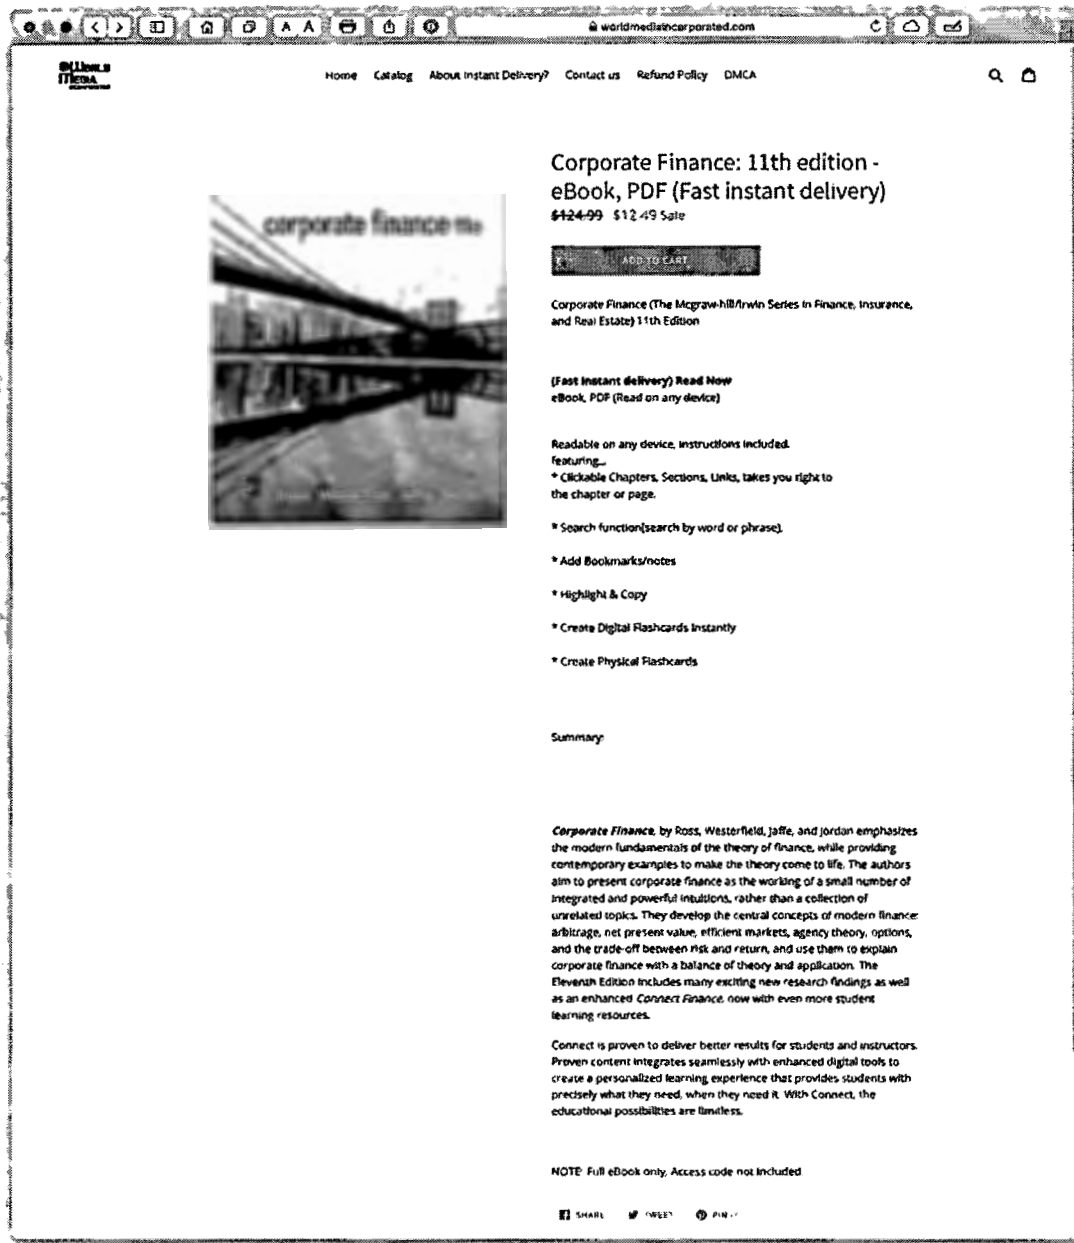 worldmediaincorporated.com
World
Media
Home Catalog About Instant Delivery? Contact us Refund Policy DMCA
Corporate Finance: 11th edition -
eBook, PDF (Fast instant delivery)
$124.99 $12.49 Sale
corporate finance
ADD TO CART
Corporate Finance (The Mcgraw-hill/Irwin Series in Finance, Insurance,
and Real Estate) 11th Edition
(Fast Instant delivery) Read Now
eBook, PDF (Read on any device)
Readable on any device, instructions included.
featuring...
* Clickable Chapters, Sections, Links, takes you right to
the chapter or page.
* Search function(search by word or phrase).
* Add Bookmarks/notes
* Highlight & Copy
* Create Digital Flashcards Instantly
* Create Physical Flashcards
Summary:
Corporate Finance, by Ross, Westerfield, Jaffe, and Jordan emphasizes
the modern fundamentals of the theory of finance, while providing
contemporary examples to make the theory come to life. The authors
aim to present corporate finance as the working of a small number of
integrated and powerful intuitions, rather than a collection of
unrelated topics. They develop the central concepts of modern finance:
arbitrage, net present value, efficient markets, agency theory, options,
and the trade-off between risk and return, and use them to explain
corporate finance with a balance of theory and application. The
Eleventh Edition includes many exciting new research findings as well
as an enhanced Connect Finance, now with even more student
learning resources.
Connect is proven to deliver better results for students and instructors.
Proven content integrates seamlessly with enhanced digital tools to
create a personalized learning experience that provides students with
precisely what they need, when they need it. With Connect, the
educational possibilities are limitless.
NOTE: Full eBook only, Access code not included
SHARE TWEET PIN IT